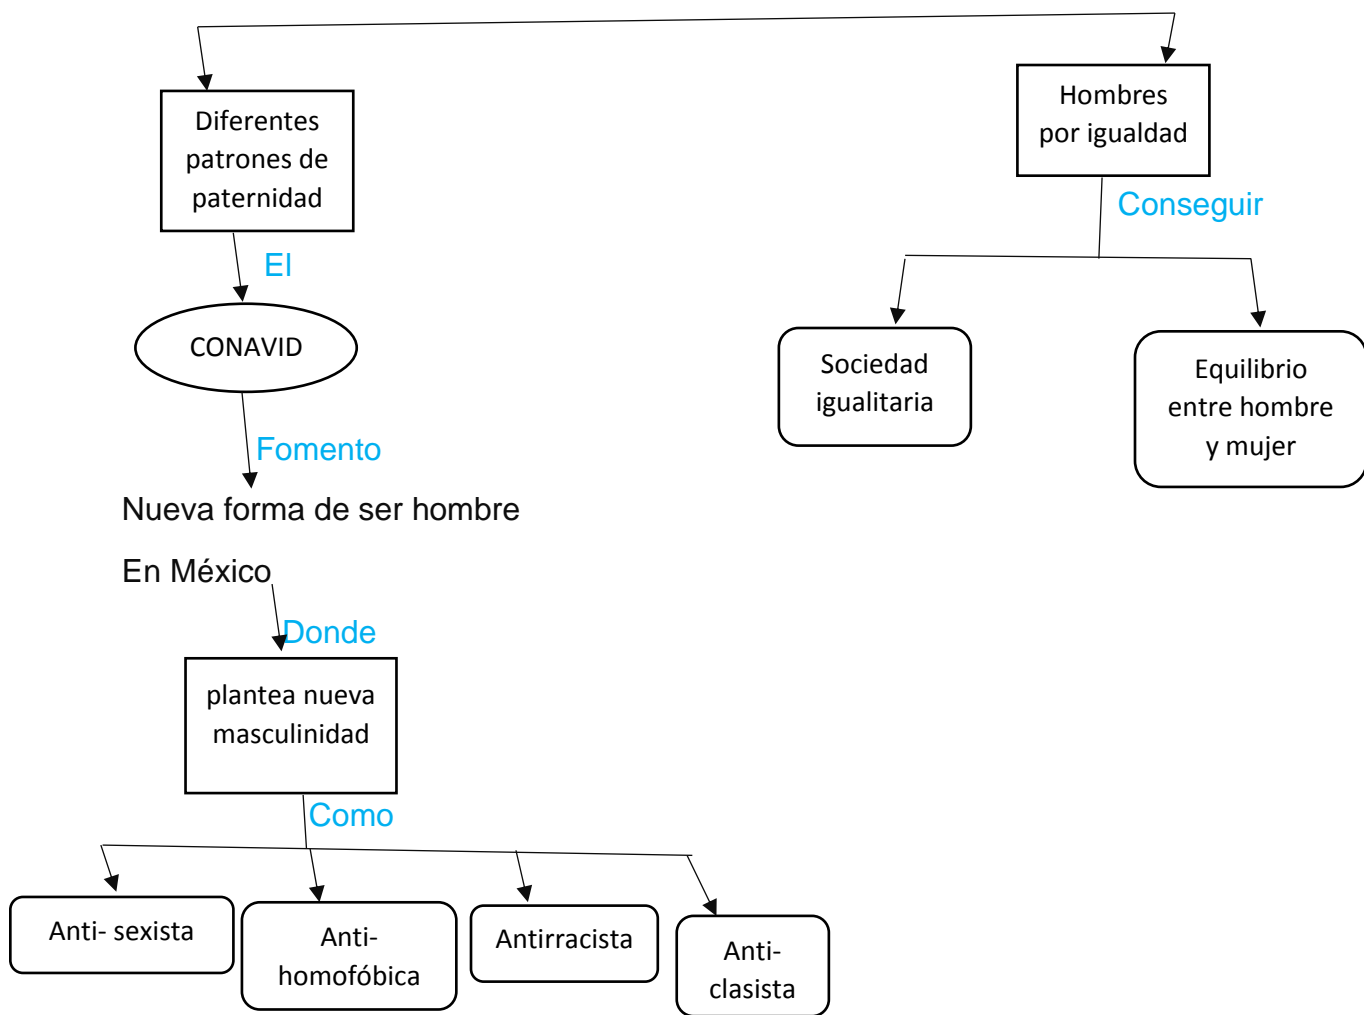 Diferentes
patrones de
paternidad
El
CONAVID
Fomento
Nueva forma de ser hombre
En México
Donde
plantea nueva
masculinidad
Como
Anti- sexista
Anti-
homofóbica
Antirracista
Anti-
clasista
Hombres
por igualdad
Conseguir
Sociedad
igualitaria
Equilibrio
entre hombre
y mujer